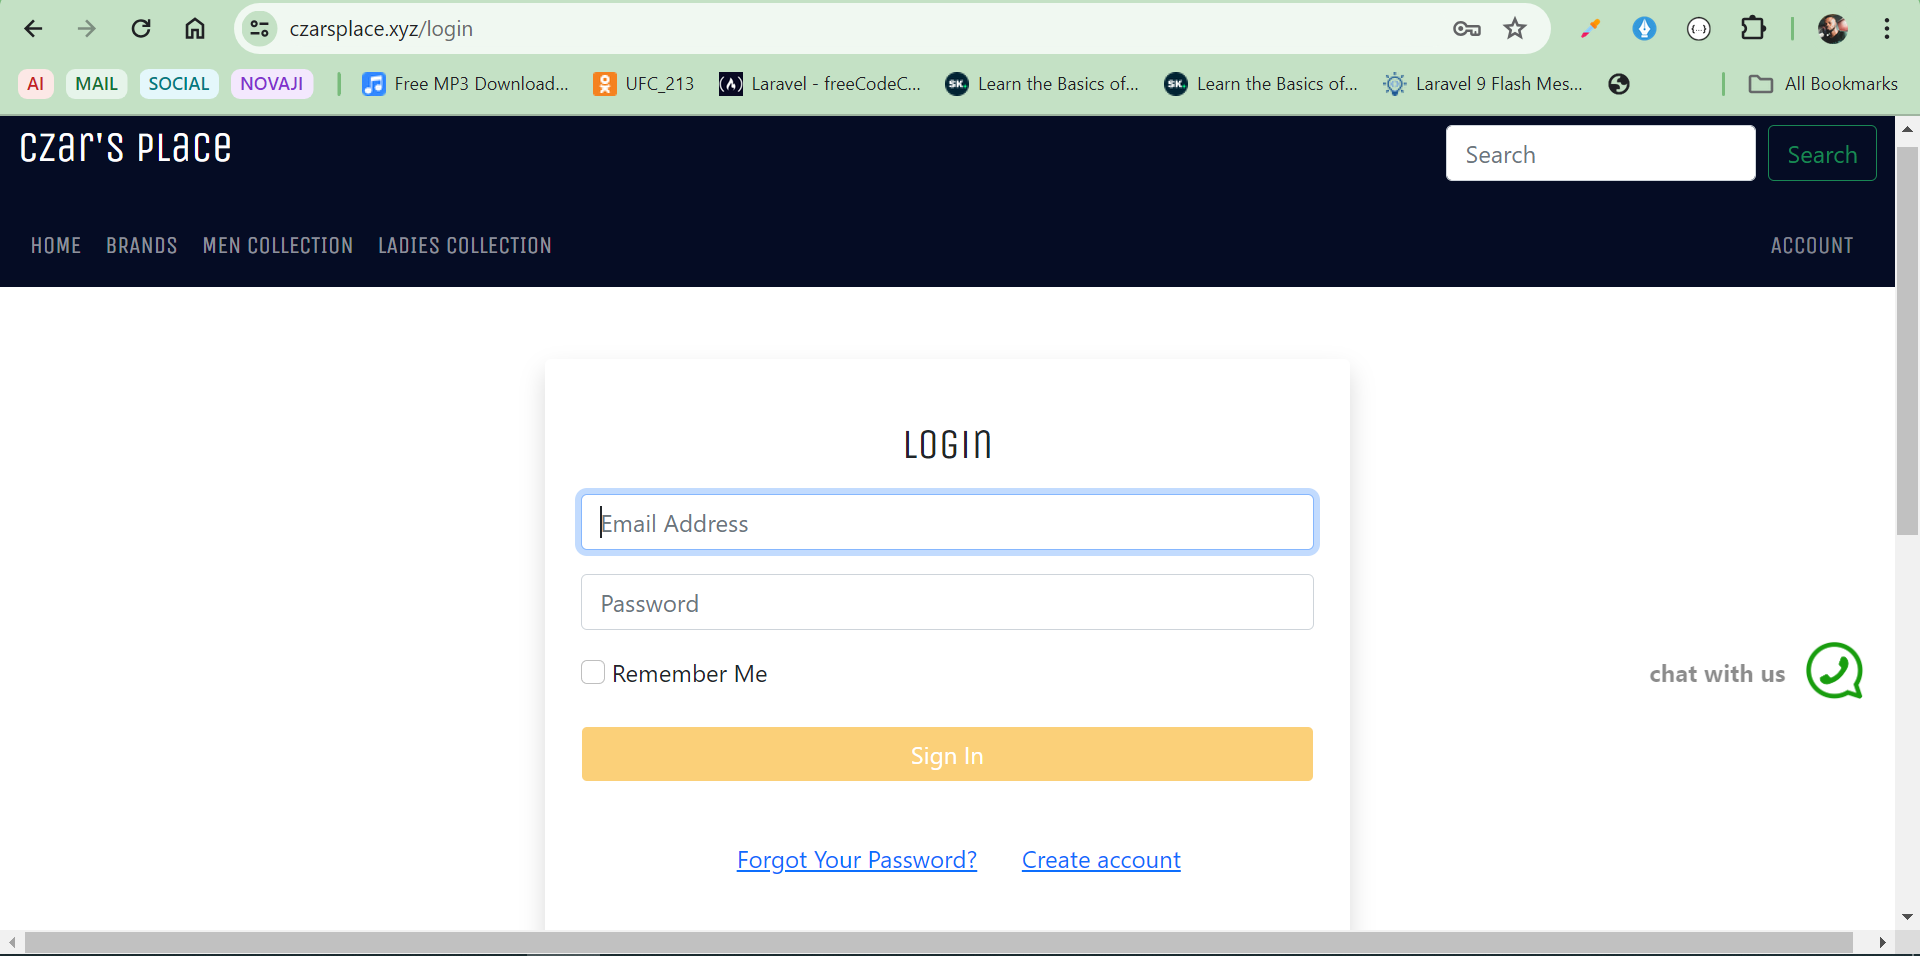 czarsplace.xyz/login
AI MAIL SOCIAL NOVAJI Free MP3 Download... UFC_213 Laravel - freeCodeC... SK. Learn the Basics of... SK. Learn the Basics of... Laravel 9 Flash Mes... All Bookmarks
Czar's Place
Search Search
HOME BRANDS MEN COLLECTION LADIES COLLECTION ACCOUNT
Login
Email Address
Password
Remember Me
chat with us
Sign In
Forgot Your Password? Create account